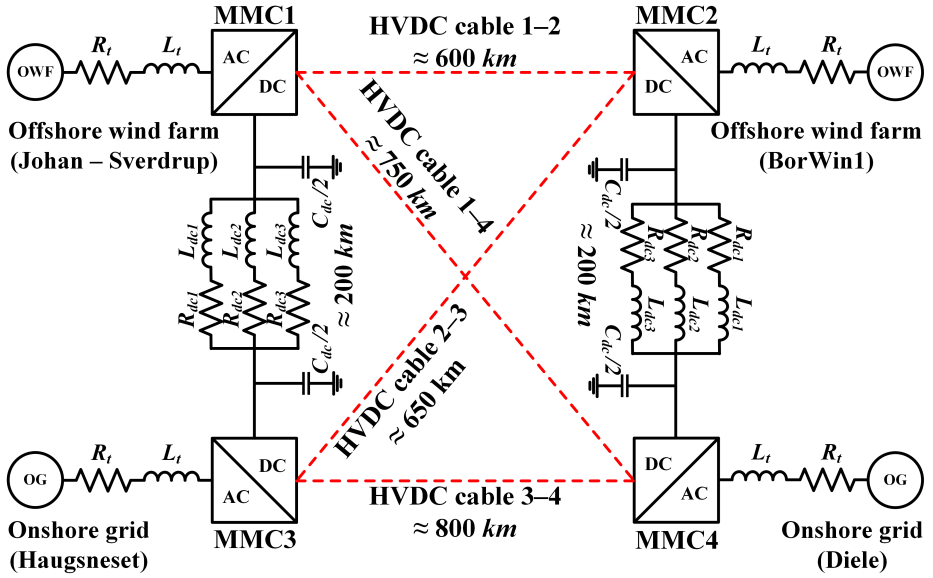 MMC1
HVDC cable 1–2
≈ 600 km
MMC2
OWF
Rt
Lt
AC
DC
AC
DC
Lt
Rt
OWF
Offshore wind farm
(Johan – Sverdrup)
Offshore wind farm
(BorWin1)
HVDC cable 1–4
≈ 750 km
Cdc/2
Ldc1
Ldc2
Ldc3
Rdc1
Rdc2
Rdc3
≈ 200 km
Cdc/2
Cdc/2
Rdc3
Rdc2
Rdc1
Ldc3
Ldc2
Ldc1
≈ 200 km
Cdc/2
HVDC cable 2–3
≈ 650 km
OG
Rt
Lt
DC
AC
DC
AC
Lt
Rt
OG
Onshore grid
(Haugsneset)
MMC3
HVDC cable 3–4
≈ 800 km
MMC4
Onshore grid
(Diele)